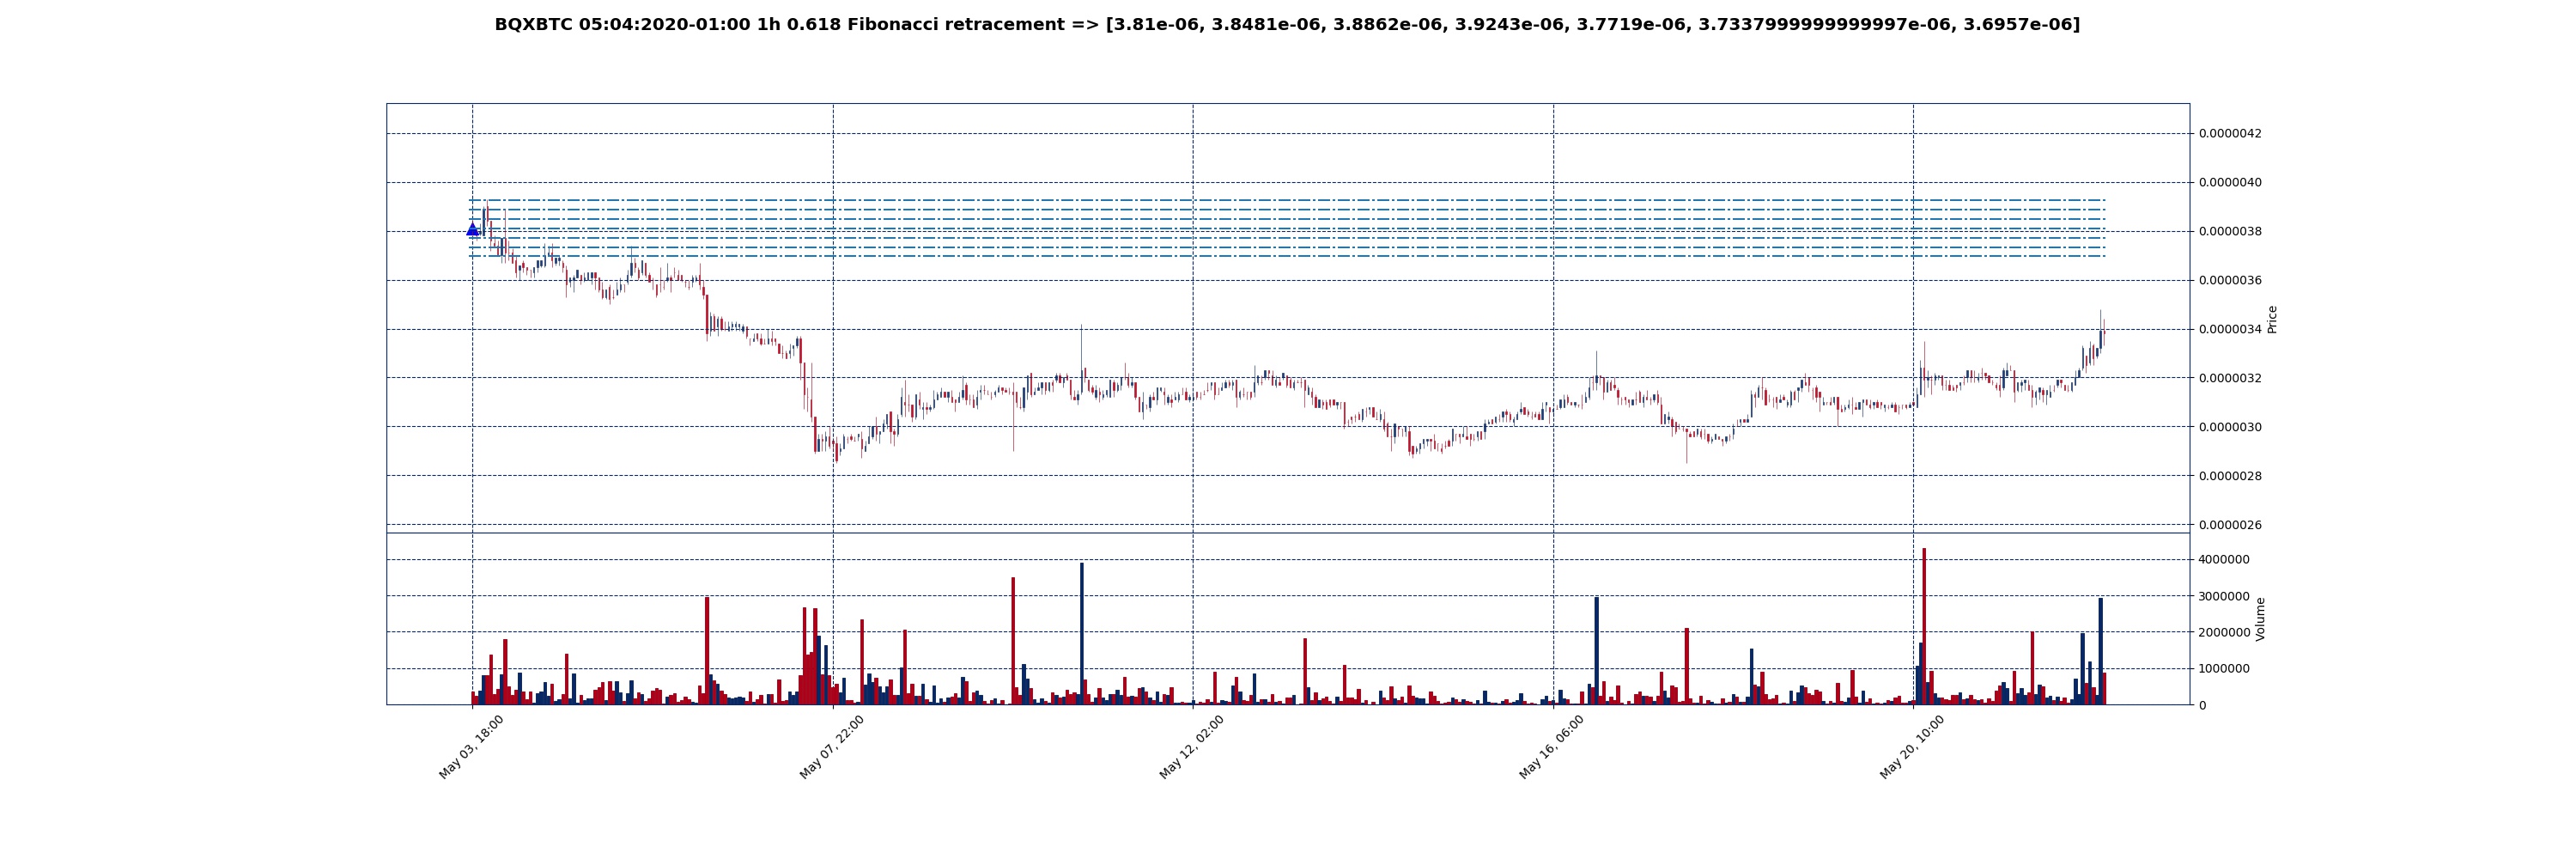 BQXBTC 05:04:2020-01:00 1h 0.618 Fibonacci retracement => [3.81e-06, 3.8481e-06, 3.8862e-06, 3.9243e-06, 3.7719e-06, 3.7337999999999997e-06, 3.6957e-06]
0.0000042
0.0000040
0.0000038
0.0000036
0.0000034
0.0000032
0.0000030
0.0000028
0.0000026
Price
4000000
3000000
2000000
1000000
0
Volume
May 03, 18:00
May 07, 22:00
May 12, 02:00
May 16, 06:00
May 20, 10:00